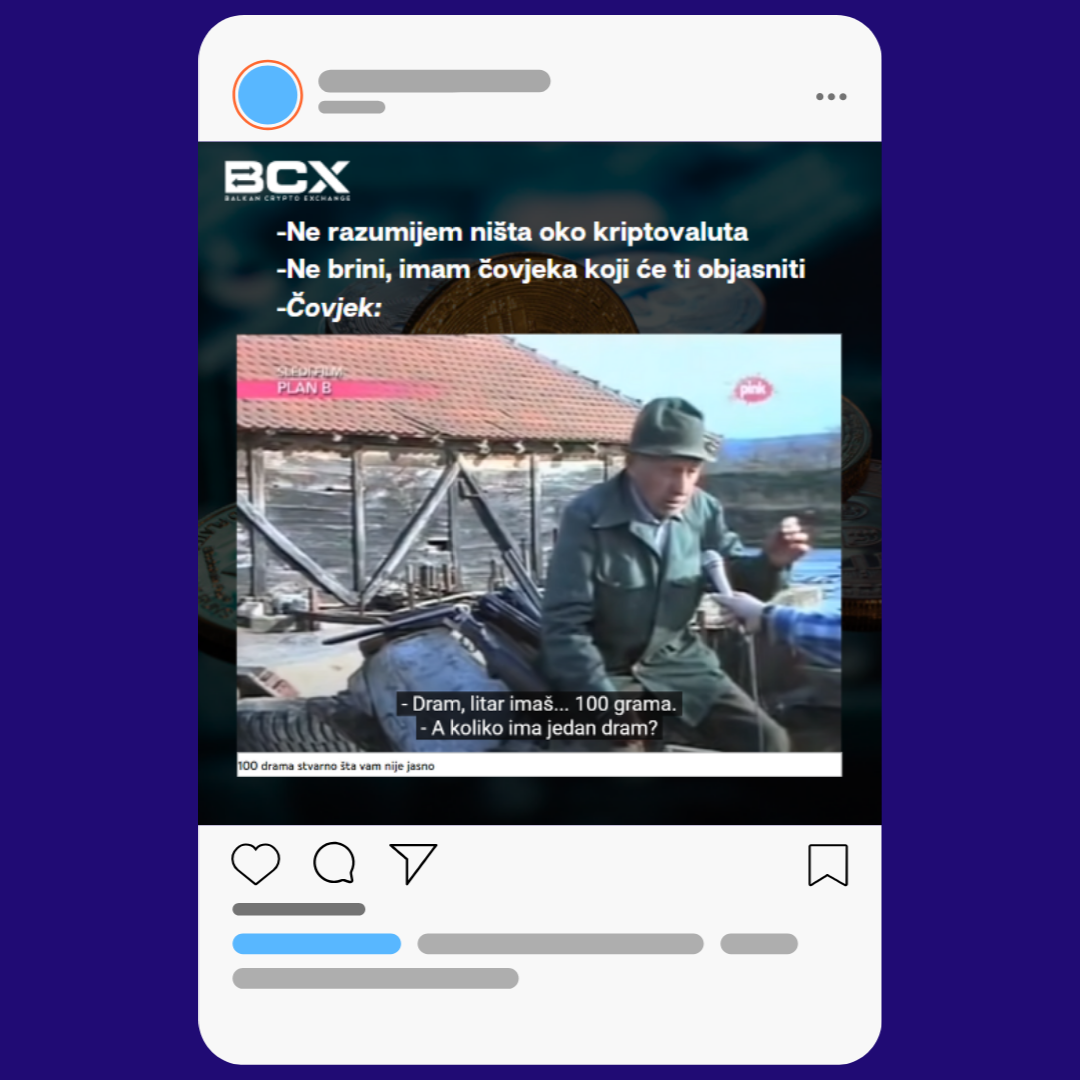 BCX
BALKAN CRYPTO EXCHANGE
-Ne razumijem ništa oko kriptovaluta
-Ne brini, imam čovjeka koji će ti objasniti
-Čovjek:
SLEDI FILM
PLAN B
pink
- Dram, litar imaš... 100 grama.
- A koliko ima jedan dram?
100 drama stvarno šta vam nije jasno